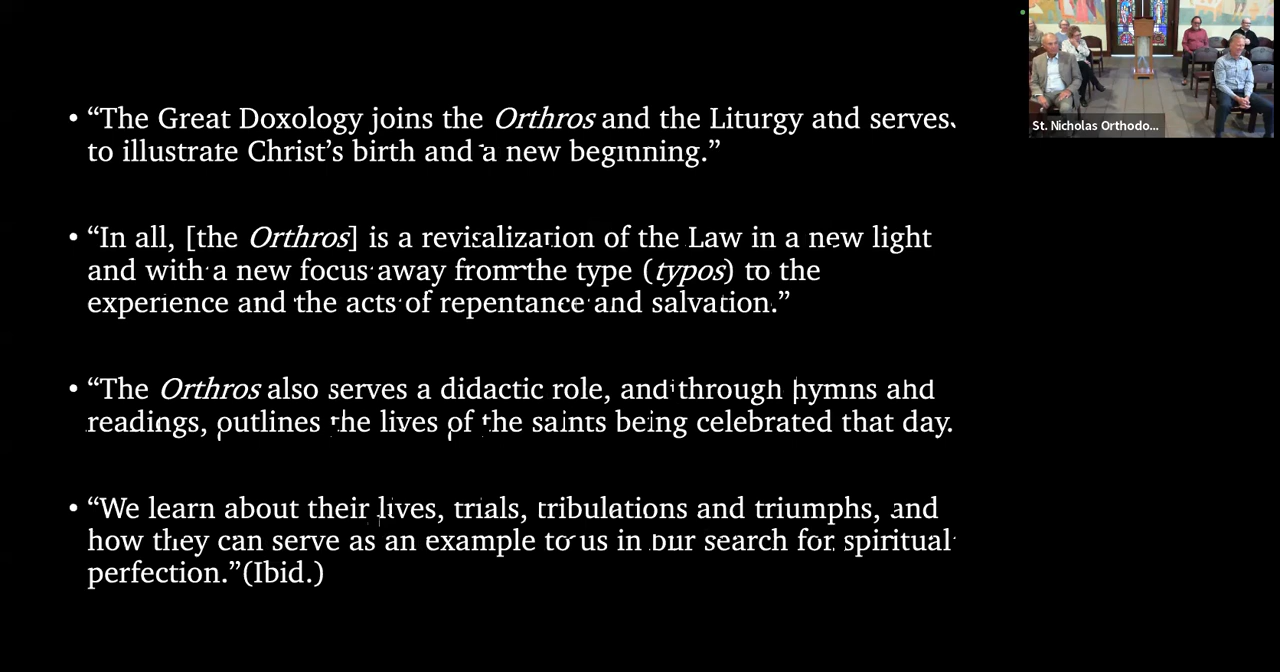 • “The Great Doxology joins the Orthros and the Liturgy and serves
to illustrate Christ’s birth and a new beginning.”
• “In all, [the Orthros] is a revisalization of the Law in a new light
and with a new focus away from the type (typos) to the
experience and the acts of repentance and salvation.”
• “The Orthros also serves a didactic role, and through hymns and
readings, outlines the lives of the saints being celebrated that day.
• “We learn about their lives, trials, tribulations and triumphs, and
how they can serve as an example to us in our search for spiritual
perfection.”(Ibid.)
St. Nicholas Orthodo...